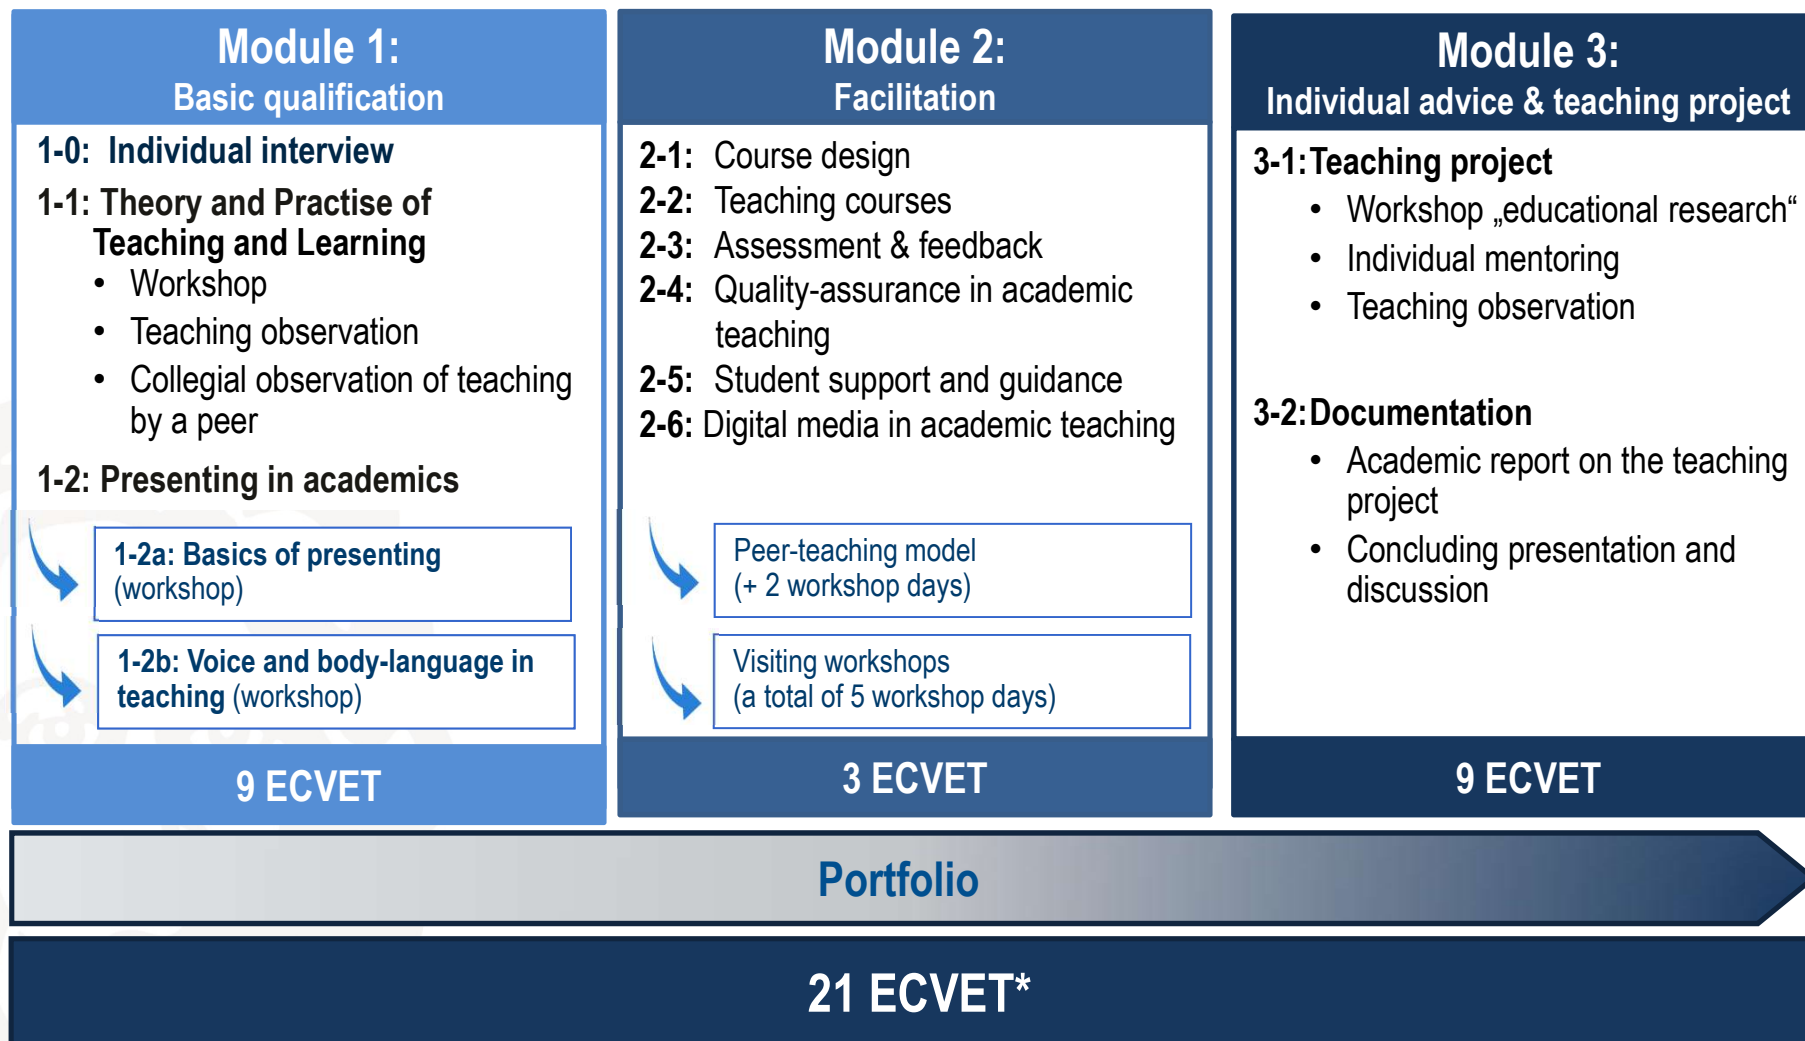 Module 1:
Basic qualification
1-0: Individual interview
1-1: Theory and Practise of
Teaching and Learning
• Workshop
• Teaching observation
• Collegial observation of teaching
by a peer
1-2: Presenting in academics
1-2a: Basics of presenting
(workshop)
1-2b: Voice and body-language in
teaching (workshop)
9 ECVET
Module 2:
Facilitation
2-1: Course design
2-2: Teaching courses
2-3: Assessment & feedback
2-4: Quality-assurance in academic
teaching
2-5: Student support and guidance
2-6: Digital media in academic teaching
Peer-teaching model
(+ 2 workshop days)
Visiting workshops
(a total of 5 workshop days)
3 ECVET
Module 3:
Individual advice & teaching project
3-1: Teaching project
• Workshop „educational research“
• Individual mentoring
• Teaching observation
3-2: Documentation
• Academic report on the teaching
project
• Concluding presentation and
discussion
9 ECVET
Portfolio
21 ECVET*